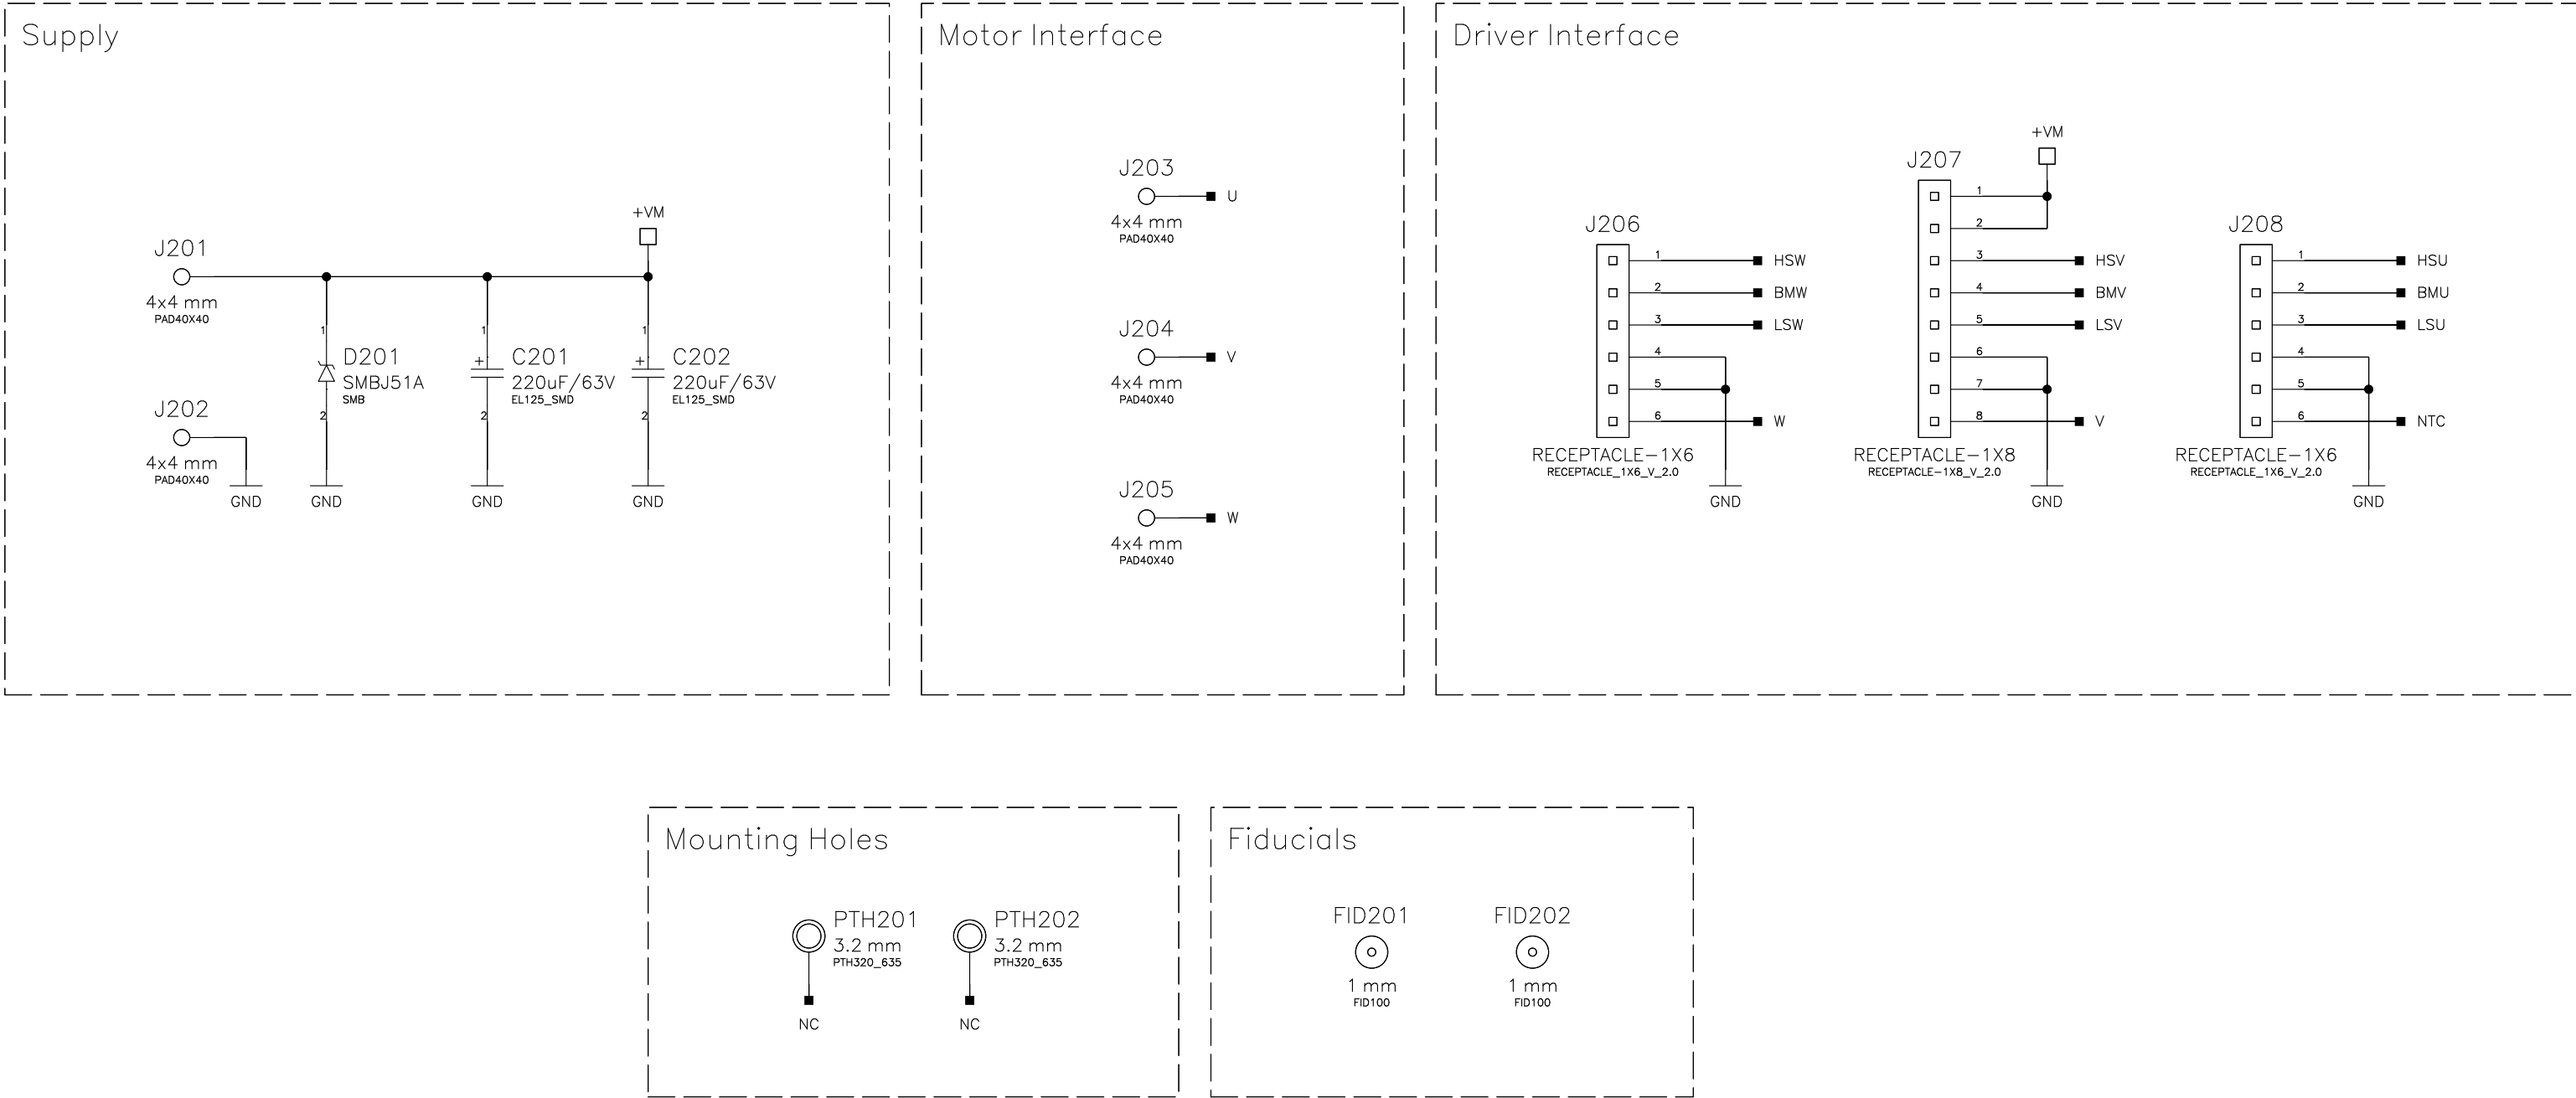 Supply
J201
4x4 mm
PAD40X40
J202
4x4 mm
PAD40X40
GND
1
D201
SMBJ51A
SMB
2
GND
1
+
C201
220uF/63V
EL125_SMD
2
GND
+VM
1
+
C202
220uF/63V
EL125_SMD
2
GND
Motor Interface
J203
U
4x4 mm
PAD40X40
J204
V
4x4 mm
PAD40X40
J205
W
4x4 mm
PAD40X40
Driver Interface
J206
1 HSW
2 BMW
3 LSW
4
5
6 W
RECEPTACLE-1X6
RECEPTACLE_1X6_V_2.0
GND
+VM
J207
1
2
3 HSV
4 BMV
5 LSV
6
7
8 V
RECEPTACLE-1X8
RECEPTACLE-1X8_V_2.0
GND
J208
1 HSU
2 BMU
3 LSU
4
5
6 NTC
RECEPTACLE-1X6
RECEPTACLE_1X6_V_2.0
GND
Mounting Holes
PTH201
3.2 mm
PTH320_635
NC
PTH202
3.2 mm
PTH320_635
NC
Fiducials
FID201
1 mm
FID100
FID202
1 mm
FID100